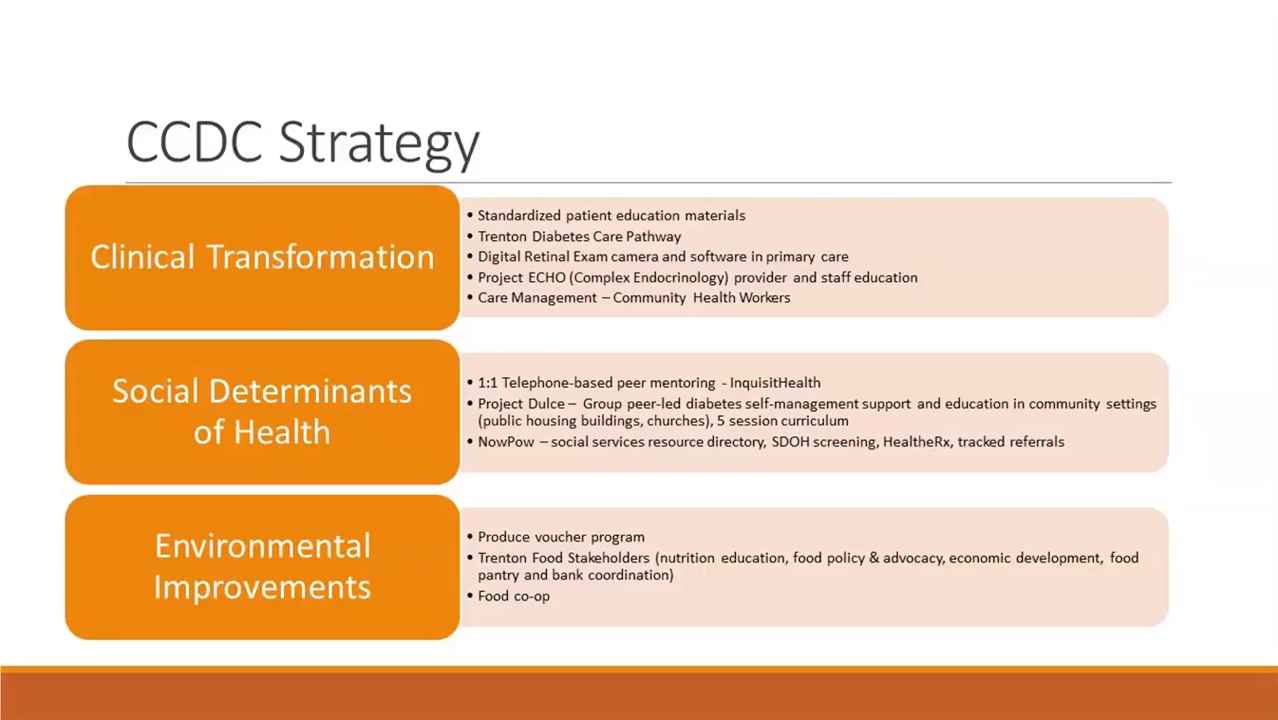 CCDC Strategy
Clinical Transformation
• Standardized patient education materials
• Trenton Diabetes Care Pathway
• Digital Retinal Exam camera and software in primary care
• Project ECHO (Complex Endocrinology) provider and staff education
• Care Management – Community Health Workers
Social Determinants
of Health
• 1:1 Telephone-based peer mentoring - InquisitHealth
• Project Dulce – Group peer-led diabetes self-management support and education in community settings
(public housing buildings, churches), 5 session curriculum
• NowPow – social services resource directory, SDOH screening, HealtheRx, tracked referrals
Environmental
Improvements
• Produce voucher program
• Trenton Food Stakeholders (nutrition education, food policy & advocacy, economic development, food
pantry and bank coordination)
• Food co-op